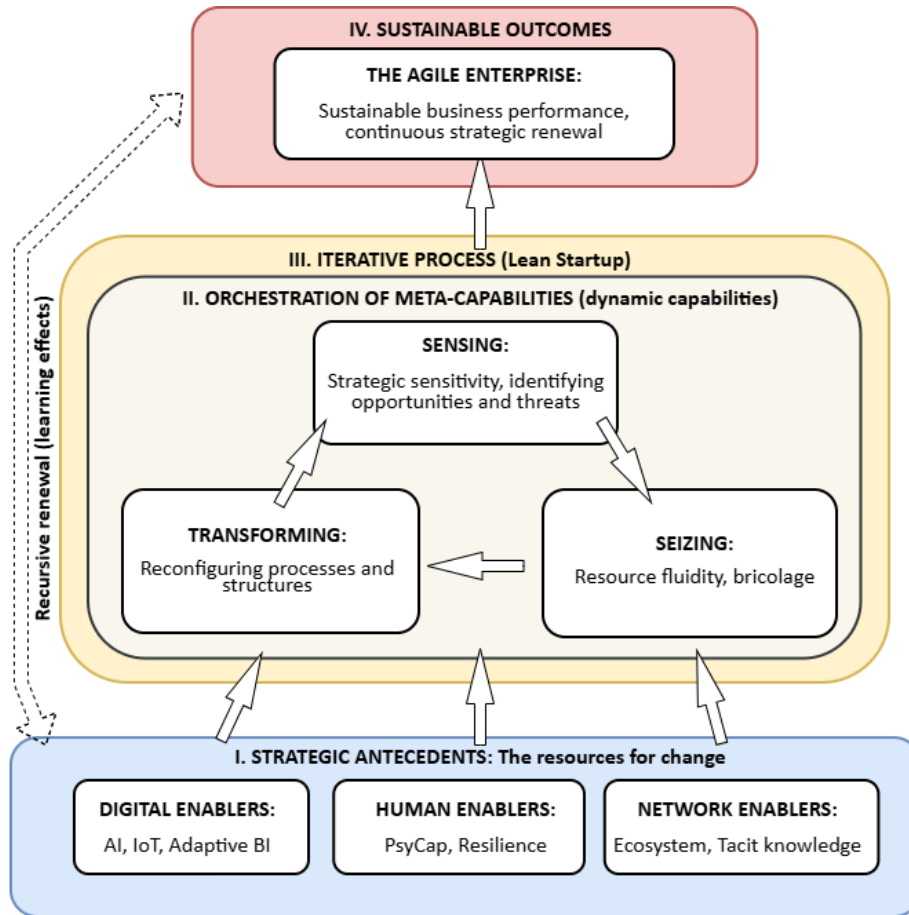 IV. SUSTAINABLE OUTCOMES
THE AGILE ENTERPRISE:
Sustainable business performance,
continuous strategic renewal
III. ITERATIVE PROCESS (Lean Startup)
II. ORCHESTRATION OF META-CAPABILITIES (dynamic capabilities)
SENSING:
Strategic sensitivity, identifying
opportunities and threats
TRANSFORMING:
Reconfiguring processes and
structures
SEIZING:
Resource fluidity, bricolage
Recursive renewal (learning effects)
I. STRATEGIC ANTECEDENTS: The resources for change
DIGITAL ENABLERS:
AI, IoT, Adaptive BI
HUMAN ENABLERS:
PsyCap, Resilience
NETWORK ENABLERS:
Ecosystem, Tacit knowledge